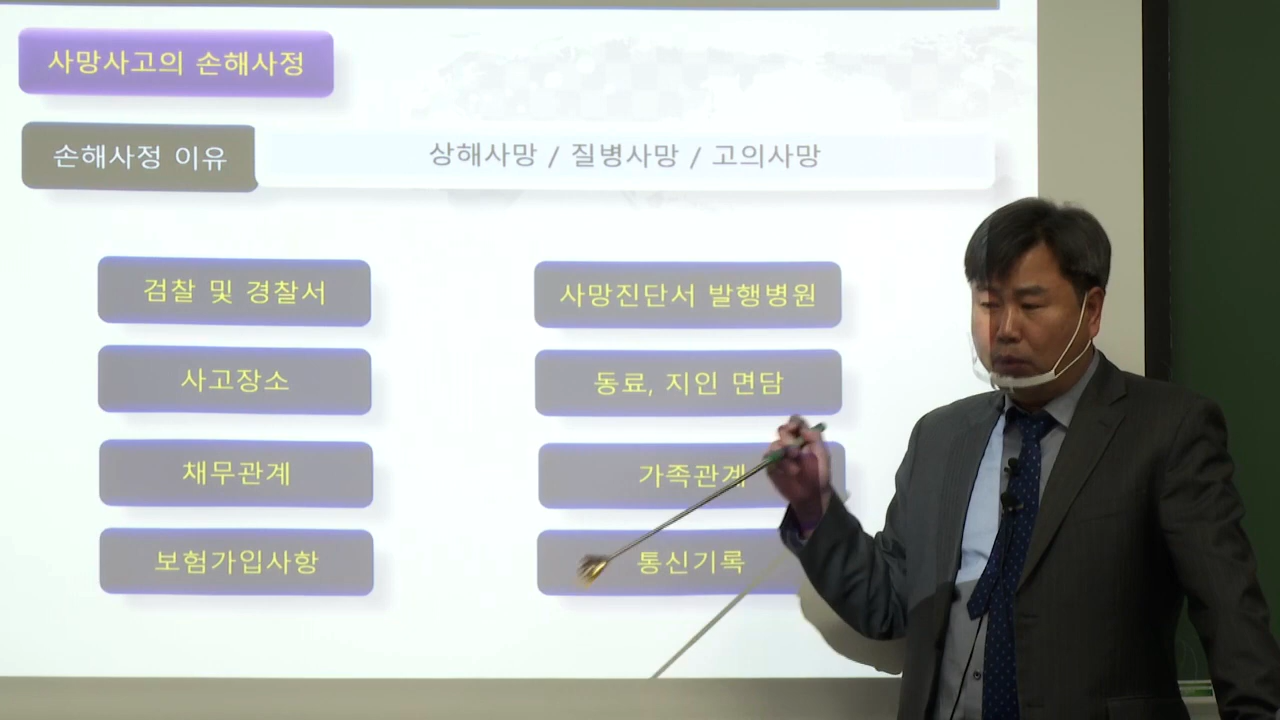 사망사고의 손해사정
손해사정 이유
상해사망 / 질병사망 / 고의사망
검찰 및 경찰서
사망진단서 발행병원
사고장소
동료, 지인 면담
채무관계
가족관계
보험가입사항
통신기록